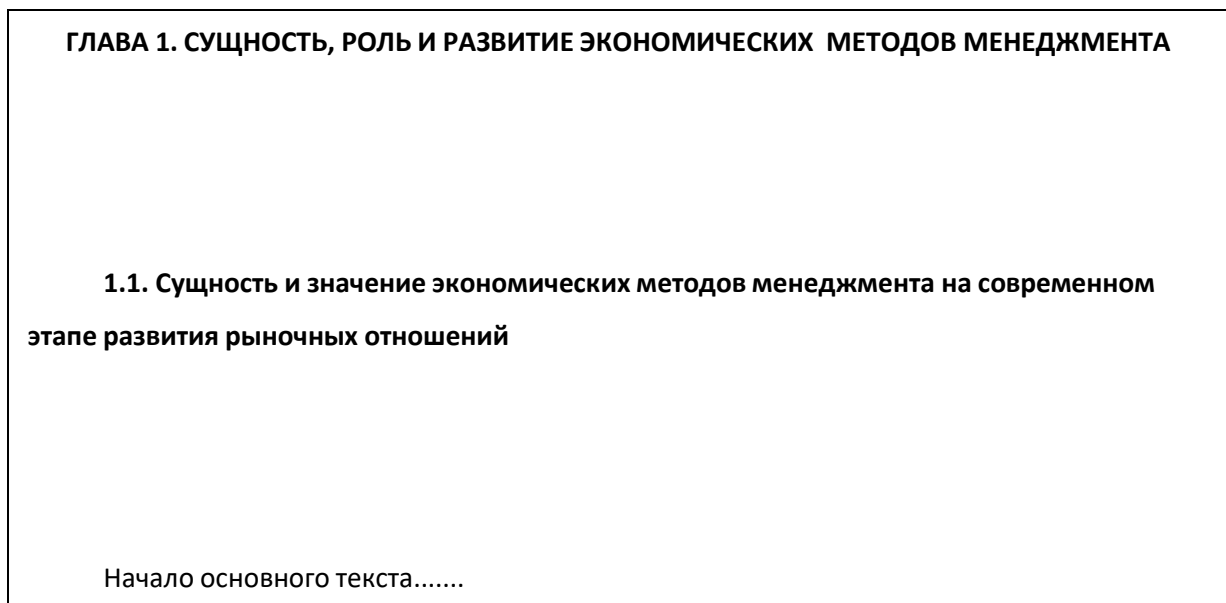 ГЛАВА 1. СУЩНОСТЬ, РОЛЬ И РАЗВИТИЕ ЭКОНОМИЧЕСКИХ  МЕТОДОВ МЕНЕДЖМЕНТА
1.1. Сущность и значение экономических методов менеджмента на современном
этапе развития рыночных отношений
Начало основного текста.......